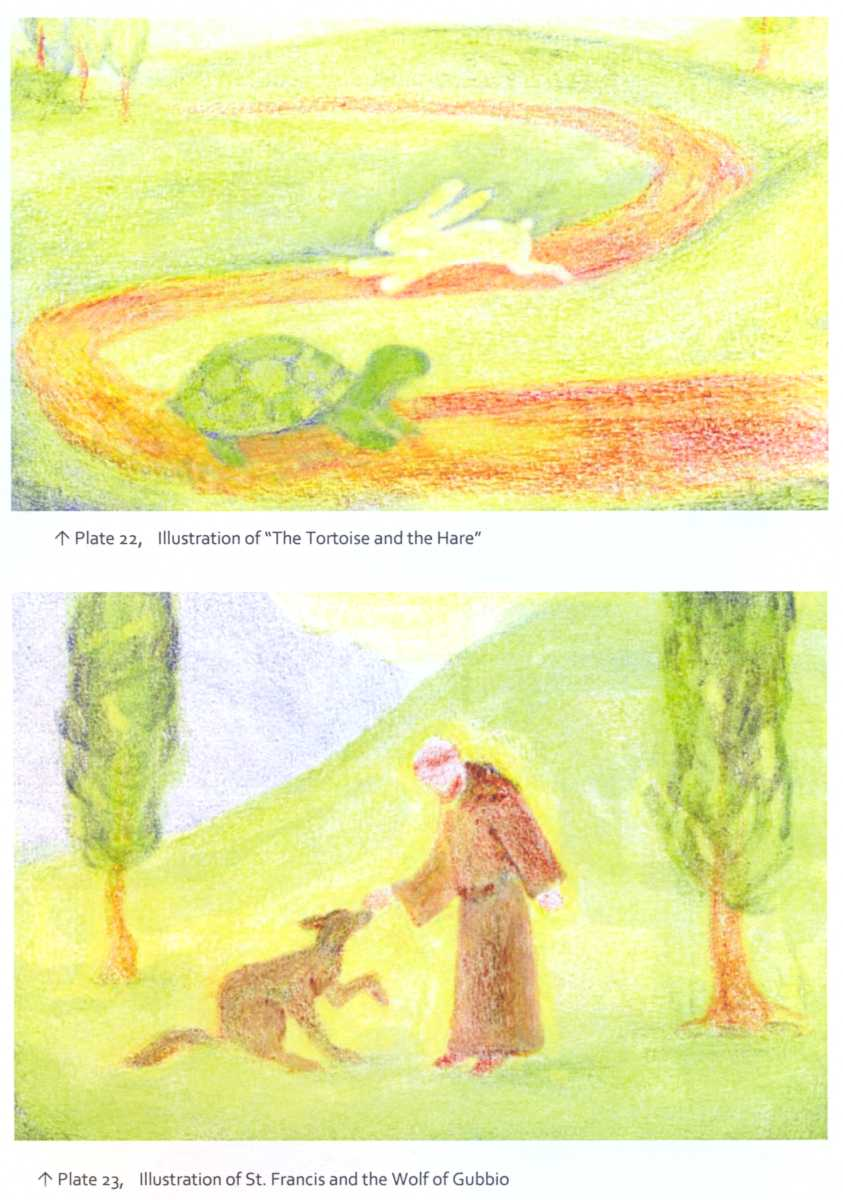 ↑ Plate 22, Illustration of “The Tortoise and the Hare”
↑ Plate 23, Illustration of St. Francis and the Wolf of Gubbio